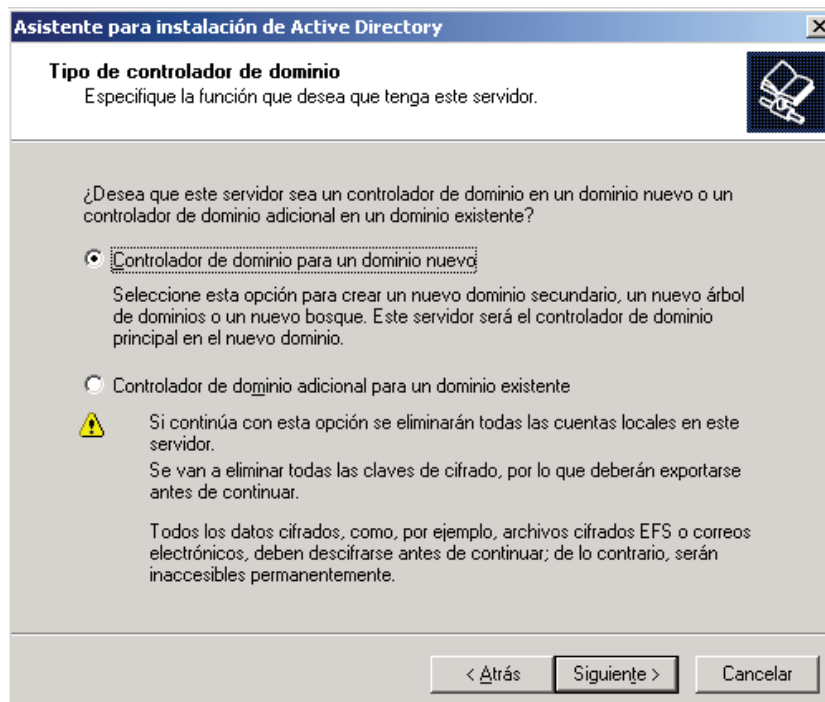 Asistente para instalación de Active Directory
Tipo de controlador de dominio
Especifique la función que desea que tenga este servidor.
¿Desea que este servidor sea un controlador de dominio en un dominio nuevo o un
controlador de dominio adicional en un dominio existente?
Controlador de dominio para un dominio nuevo
Seleccione esta opción para crear un nuevo dominio secundario, un nuevo árbol
de dominios o un nuevo bosque. Este servidor será el controlador de dominio
principal en el nuevo dominio.
Controlador de dominio adicional para un dominio existente
Si continúa con esta opción se eliminarán todas las cuentas locales en este
servidor.
Se van a eliminar todas las claves de cifrado, por lo que deberán exportarse
antes de continuar.
Todos los datos cifrados, como, por ejemplo, archivos cifrados EFS o correos
electrónicos, deben descifrarse antes de continuar; de lo contrario, serán
inaccesibles permanentemente.
< Atrás Siguiente > Cancelar